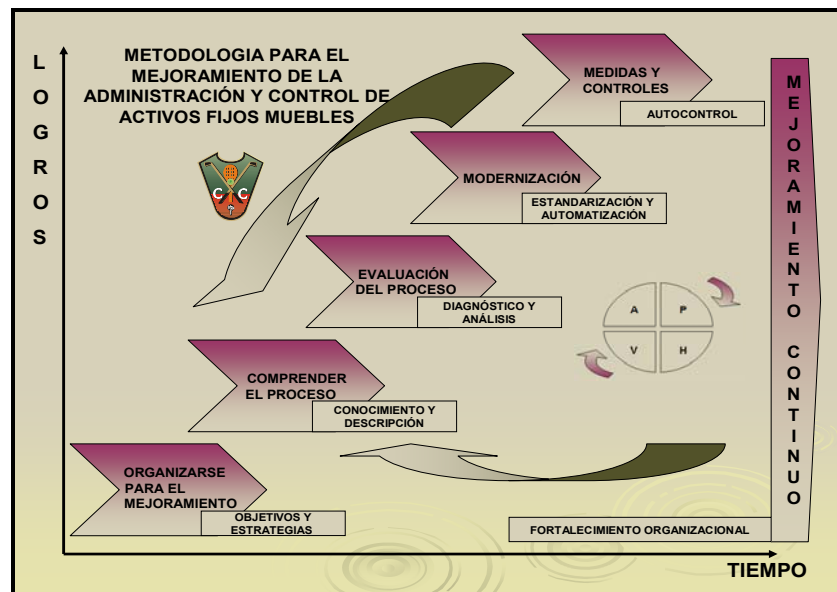 METODOLOGIA PARA EL
MEJORAMIENTO DE LA
ADMINISTRACIÓN Y CONTROL DE
ACTIVOS FIJOS MUEBLES
L
O
G
R
O
S
C C
MEDIDAS Y
CONTROLES
AUTOCONTROL
MODERNIZACIÓN
ESTANDARIZACIÓN Y
AUTOMATIZACIÓN
EVALUACIÓN
DEL PROCESO
DIAGNÓSTICO Y
ANÁLISIS
A P
V H
COMPRENDER
EL PROCESO
CONOCIMIENTO Y
DESCRIPCIÓN
ORGANIZARSE
PARA EL
MEJORAMIENTO
OBJETIVOS Y
ESTRATEGIAS
FORTALECIMIENTO ORGANIZACIONAL
M
E
J
O
R
A
M
I
E
N
T
O
C
O
N
T
I
N
U
O
TIEMPO